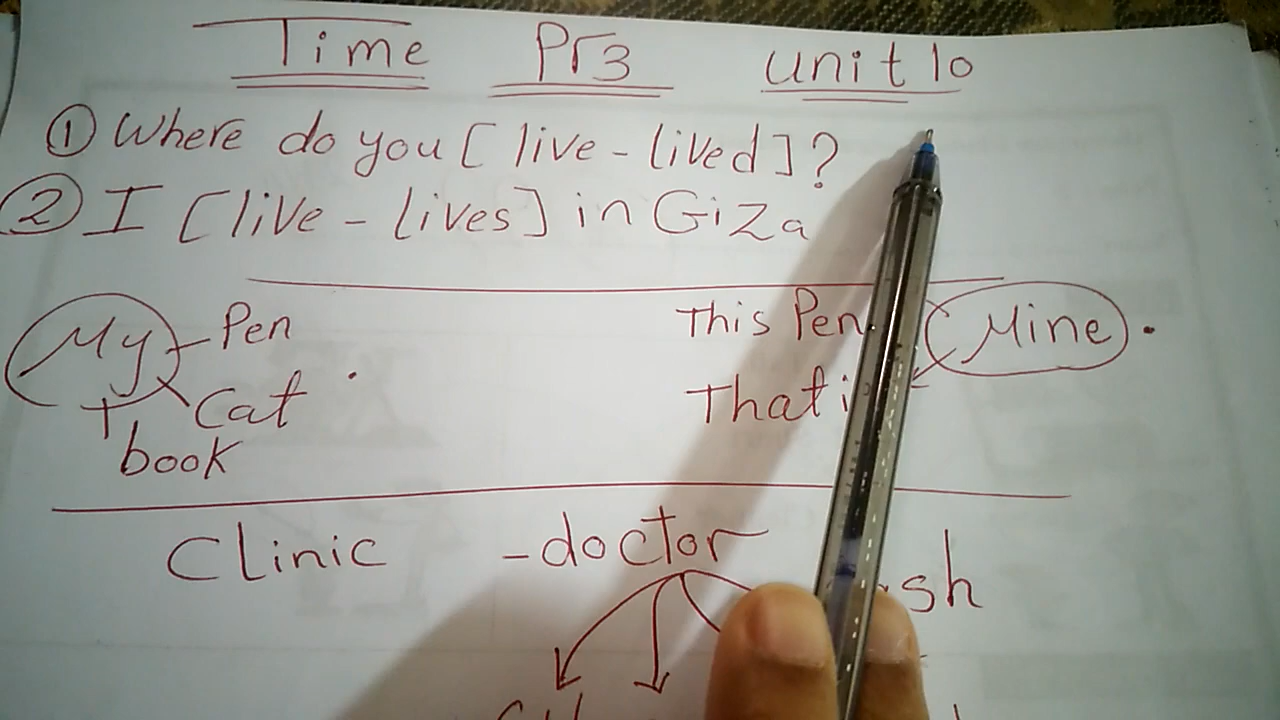 Time Pr3 unit 10
① Where do you [ live - lived ] ?
② I [ live - lives ] in Giza
My Pen This Pen Mine .
Cat . That
book
Clinic - doctor